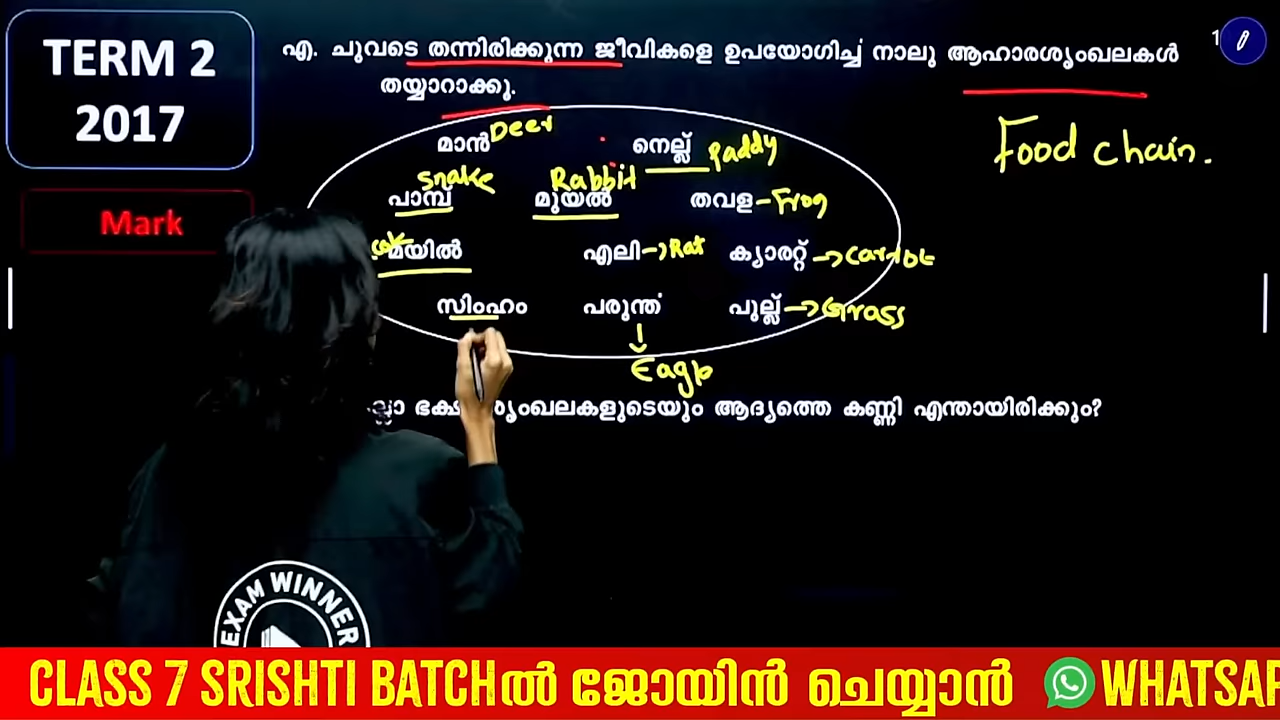 TERM 2
2017
Mark
എ. ചുവടെ തന്നിരിക്കുന്ന ജീവികളെ ഉപയോഗിച്ച് നാലു ആഹാരശൃംഖലകൾ
തയ്യാറാക്കു.
1
Food chain.
മാൻ Deer നെല്ല് Paddy
Snake Rabbit
പാമ്പ് മുയൽ തവള - Frog
മയിൽ എലി → Rat ക്യാരറ്റ് → Carrot
സിംഹം പരുന്ത് പുല്ല് → Grass
Eagle
ശൃംഖലകളുടെയും ആദ്യത്തെ കണ്ണി എന്തായിരിക്കും?
EXAM WINNER
CLASS 7 SRISHTI BATCHൽ ജോയിൻ ചെയ്യാൻ